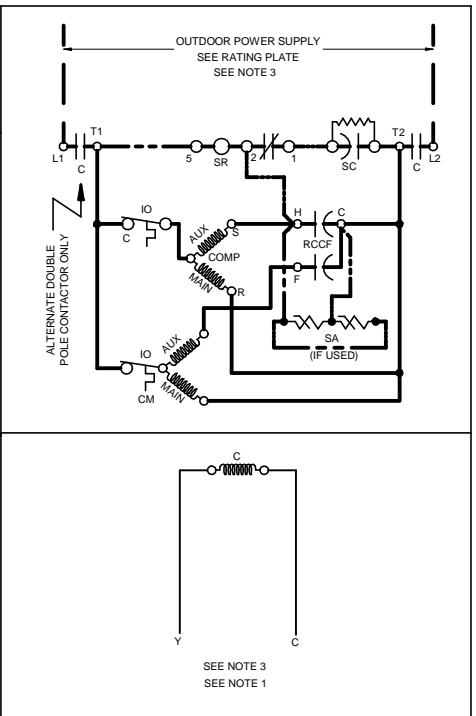 OUTDOOR POWER SUPPLY
SEE RATING PLATE
SEE NOTE 3
L1
T1
C
5
SR
2
1
SC
T2
C
L2
ALTERNATE DOUBLE
POLE CONTACTOR ONLY
IO
C
AUX
S
COMP
MAIN
R
H
C
RCCF
F
SA
(IF USED)
IO
CM
AUX
MAIN
C
Y
C
SEE NOTE 3
SEE NOTE 1